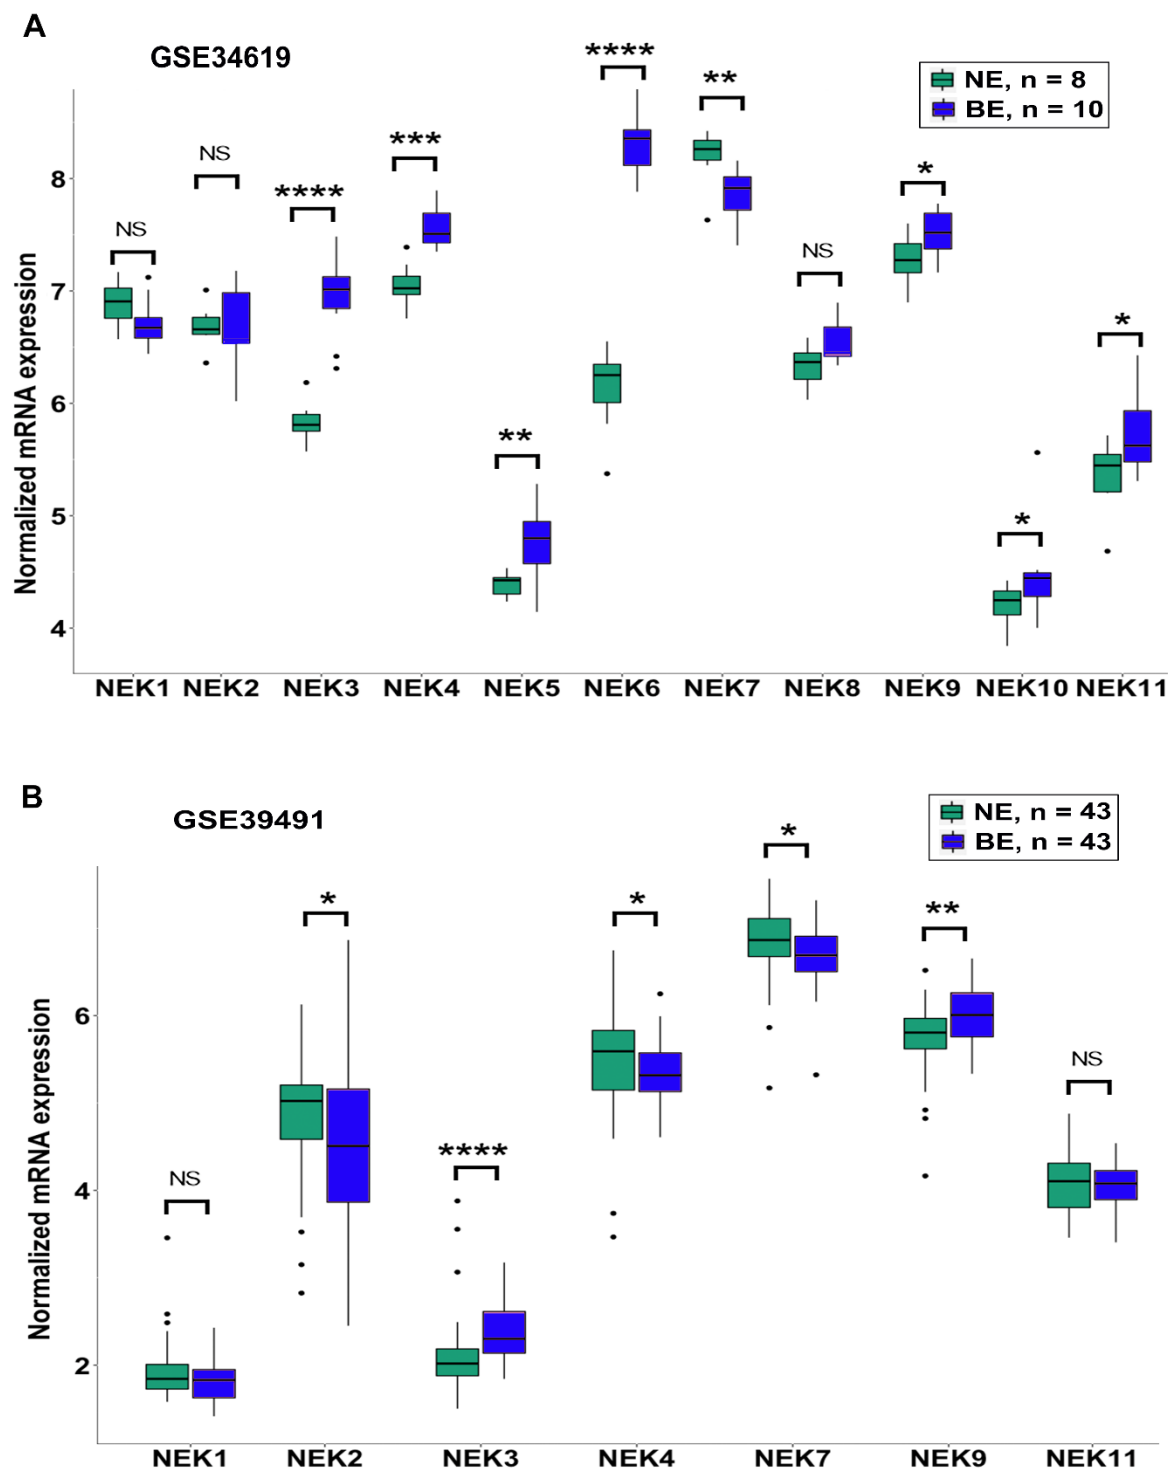 A
GSE34619
NE, n = 8
BE, n = 10
Normalized mRNA expression
8
7
6
5
4
NS
NS
****
***
**
****
**
NS
*
*
*
NEK1 NEK2 NEK3 NEK4 NEK5 NEK6 NEK7 NEK8 NEK9 NEK10 NEK11
B
GSE39491
NE, n = 43
BE, n = 43
Normalized mRNA expression
6
4
2
NS
*
****
*
*
**
NS
NEK1 NEK2 NEK3 NEK4 NEK7 NEK9 NEK11